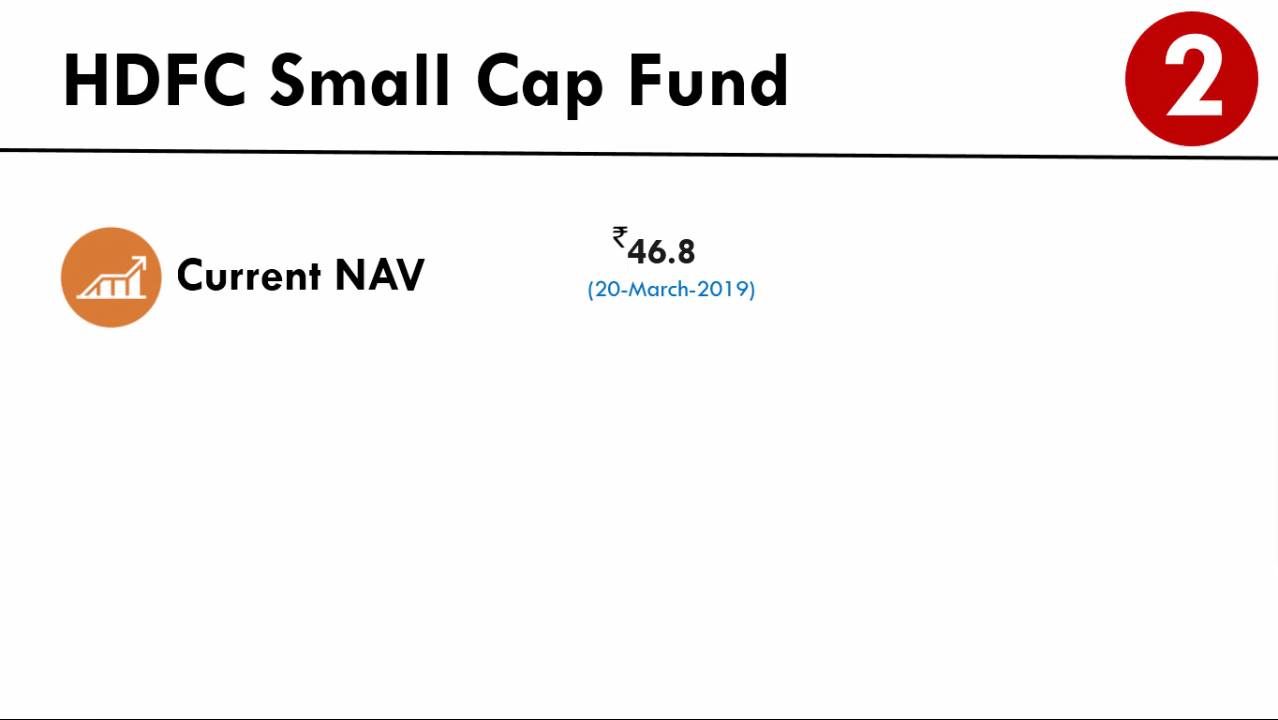 HDFC Small Cap Fund
2
Current NAV
₹46.8
(20-March-2019)